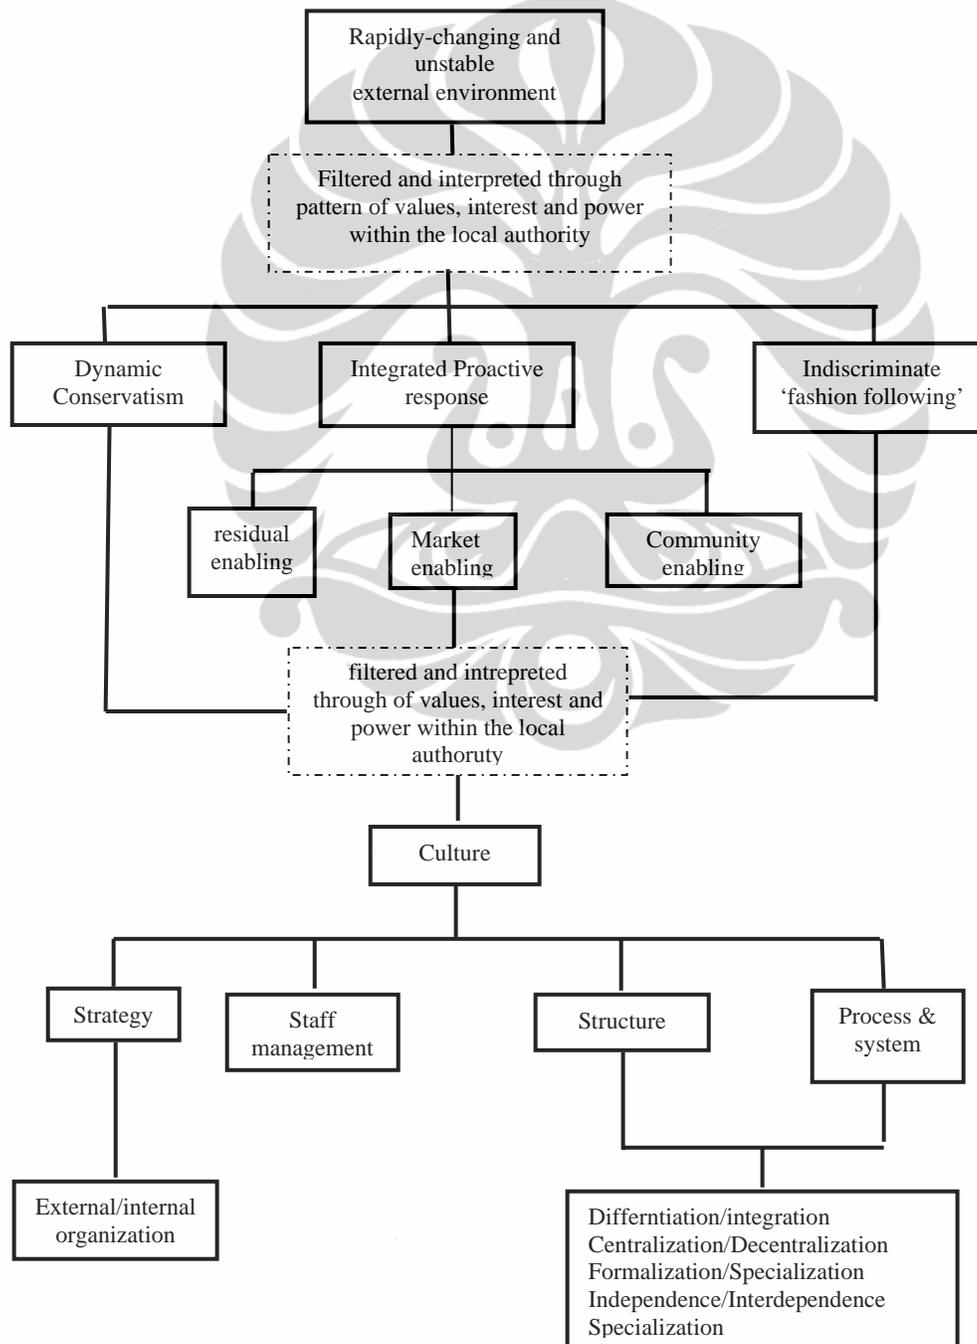 Rapidly-changing and
unstable
external environment
Filtered and interpreted through
pattern of values, interest and power
within the local authority
Dynamic
Conservatism
Integrated Proactive
response
Indiscriminate
‘fashion following’
residual
enabling
Market
enabling
Community
enabling
filtered and intrepreted
through of values, interest and
power within the local
authoruty
Culture
Strategy
Staff
management
Structure
Process &
system
External/internal
organization
Differntiation/integration
Centralization/Decentralization
Formalization/Specialization
Independence/Interdependence
Specialization